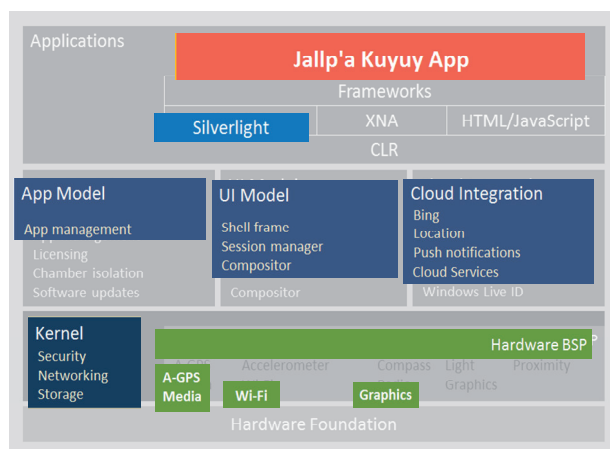 Applications
Jallp'a Kuyuy App
Frameworks
Silverlight
XNA
HTML/JavaScript
CLR
App Model
App management
Licensing
Chamber isolation
Software updates
UI Model
Shell frame
Session manager
Compositor
Compositor
Cloud Integration
Bing
Location
Push notifications
Cloud Services
Windows Live ID
Kernel
Security
Networking
Storage
Hardware BSP
Accelerometer
Compass
Light
Proximity
A-GPS
Media
Wi-Fi
Graphics
Graphics
Hardware Foundation